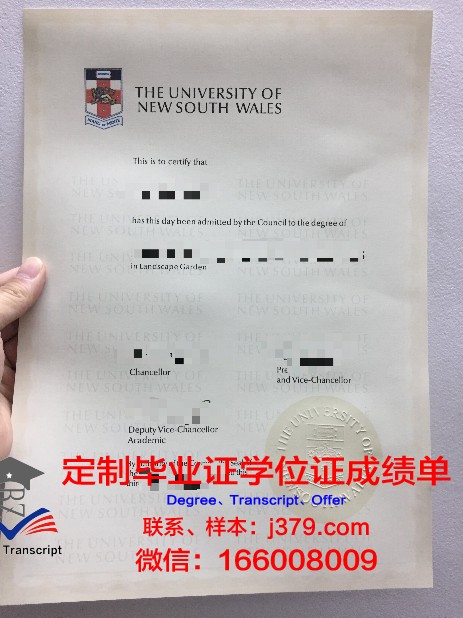 THE UNIVERSITY OF
NEW SOUTH WALES
This is to certify that
has this day been admitted by the Council to the degree of
in Landscape Garden
Chancellor
and Vice-Chancellor
Deputy Vice-Chancellor
Academic
定制毕业证学位证成绩单
Degree、Transcript、Offer
联系、样本：j379.com
Transcript
微信：166008009